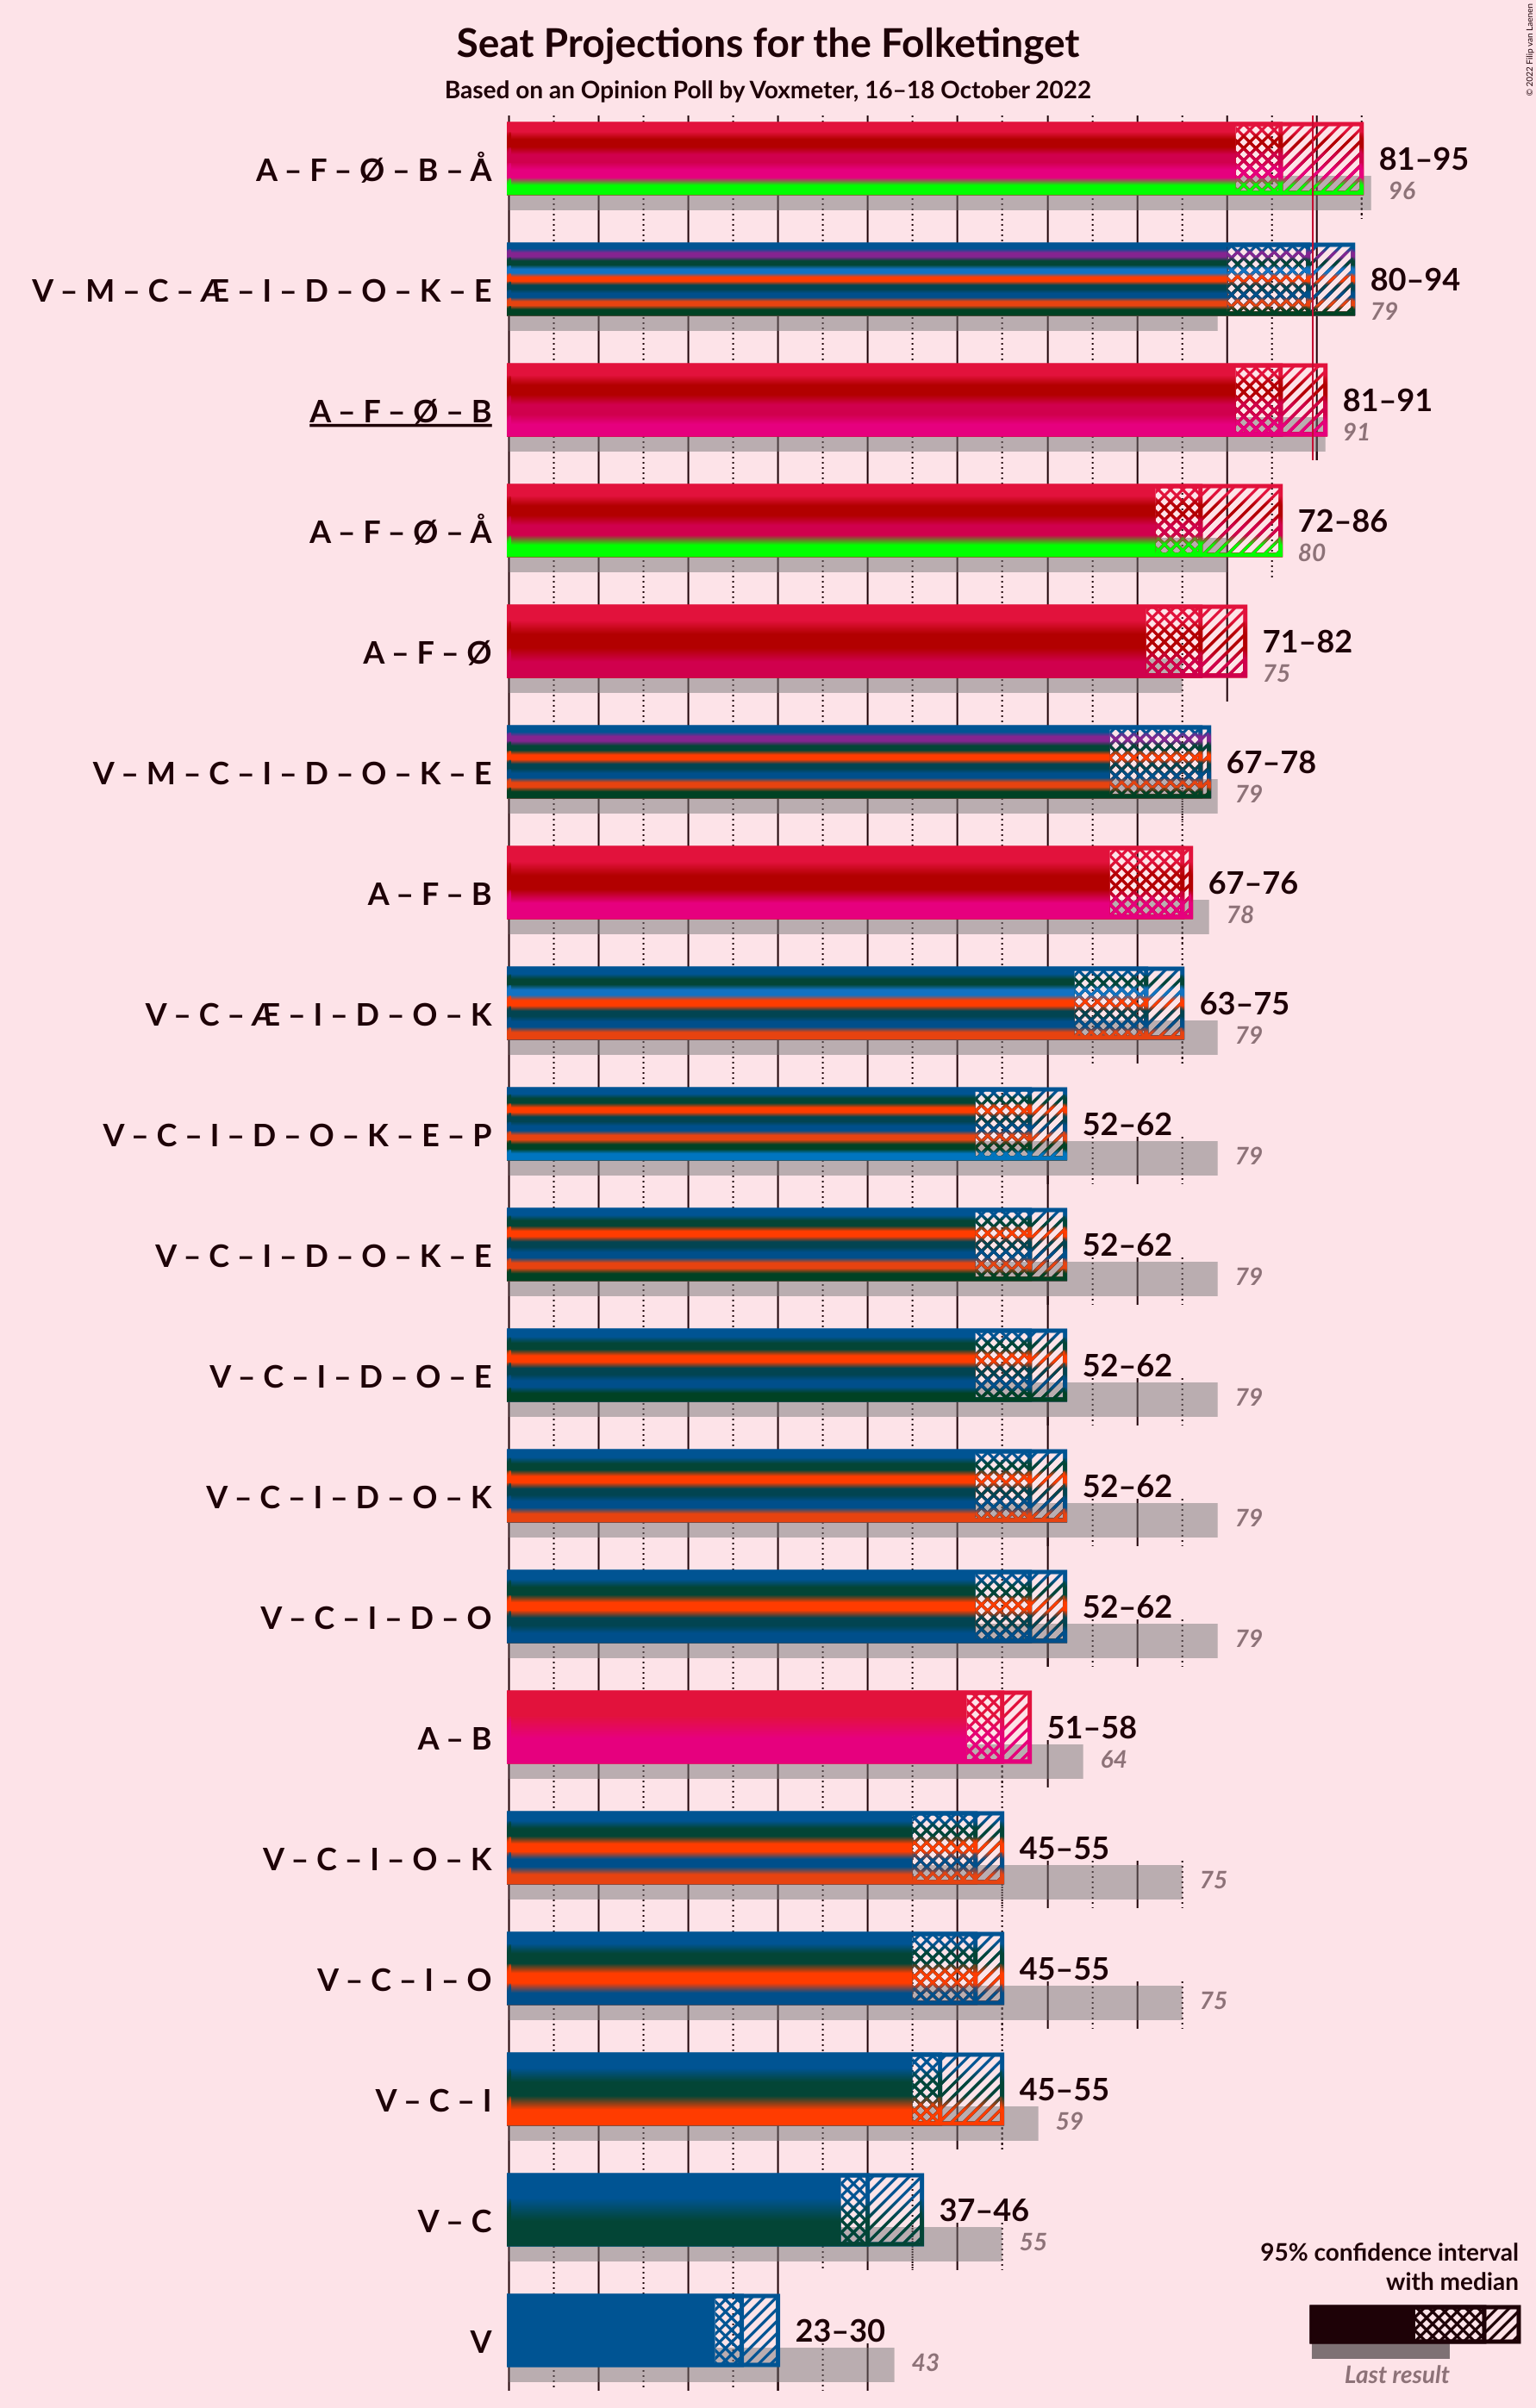 Seat Projections for the Folketinget
Based on an Opinion Poll by Voxmeter, 16–18 October 2022
© 2022 Filip van Laenen
A – F – Ø – B – Å
81–95
96
V – M – C – Æ – I – D – O – K – E
80–94
79
A – F – Ø – B
81–91
91
A – F – Ø – Å
72–86
80
A – F – Ø
71–82
75
V – M – C – I – D – O – K – E
67–78
79
A – F – B
67–76
78
V – C – Æ – I – D – O – K
63–75
79
V – C – I – D – O – K – E – P
52–62
79
V – C – I – D – O – K – E
52–62
79
V – C – I – D – O – E
52–62
79
V – C – I – D – O – K
52–62
79
V – C – I – D – O
52–62
79
A – B
51–58
64
V – C – I – O – K
45–55
75
V – C – I – O
45–55
75
V – C – I
45–55
59
V – C
37–46
55
V
23–30
43
95% confidence interval
with median
Last result